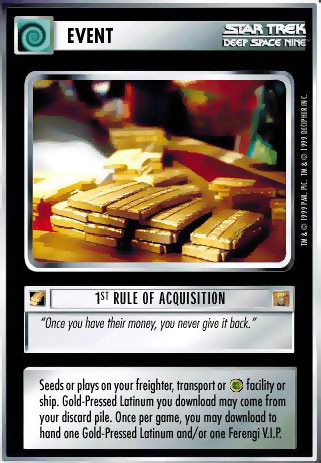 EVENT
STAR TREK
DEEP SPACE NINE
TM & © 1999 PAR. PIC. TM & © 1999 DECIPHER INC.
1ST RULE OF ACQUISITION
"Once you have their money, you never give it back."
Seeds or plays on your freighter, transport or facility or
ship. Gold-Pressed Latinum you download may come from
your discard pile. Once per game, you may download to
hand one Gold-Pressed Latinum and/or one Ferengi V.I.P.